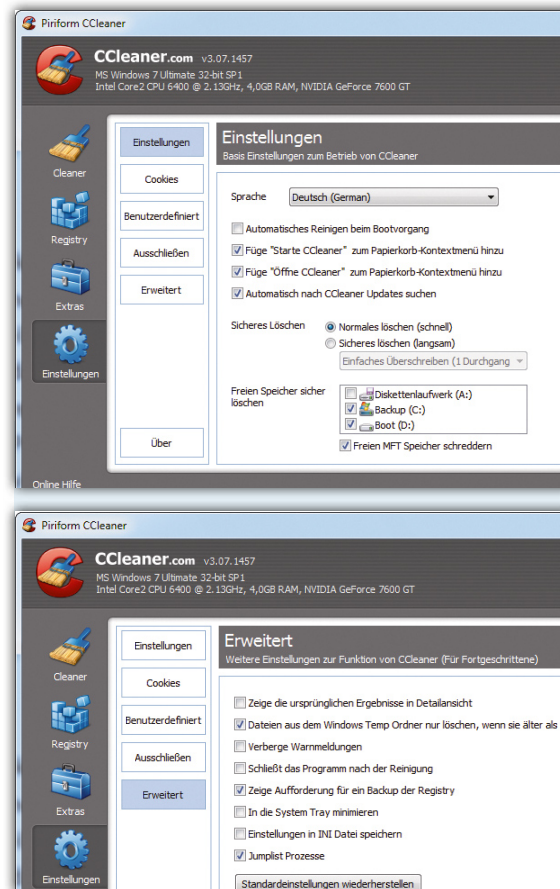 Piriform CCleaner
CCleaner.com v3.07.1457
MS Windows 7 Ultimate 32-bit SP1
Intel Core2 CPU 6400 @ 2.13GHz, 4,0GB RAM, NVIDIA GeForce 7600 GT
Cleaner
Registry
Extras
Einstellungen
Online Hilfe
Einstellungen
Cookies
Benutzerdefiniert
Ausschließen
Erweitert
Über
Einstellungen
Basis Einstellungen zum Betrieb von CCleaner
Sprache Deutsch (German)
Automatisches Reinigen beim Bootvorgang
Füge "Starte CCleaner" zum Papierkorb-Kontextmenü hinzu
Füge "Öffne CCleaner" zum Papierkorb-Kontextmenü hinzu
Automatisch nach CCleaner Updates suchen
Sicheres Löschen Normales löschen (schnell)
Sicheres löschen (langsam)
Einfaches Überschreiben (1 Durchgang
Freien Speicher sicher
löschen
Diskettenlaufwerk (A:)
Backup (C:)
Boot (D:)
Freien MFT Speicher schreddern
Piriform CCleaner
CCleaner.com v3.07.1457
MS Windows 7 Ultimate 32-bit SP1
Intel Core2 CPU 6400 @ 2.13GHz, 4,0GB RAM, NVIDIA GeForce 7600 GT
Cleaner
Registry
Extras
Einstellungen
Einstellungen
Cookies
Benutzerdefiniert
Ausschließen
Erweitert
Erweitert
Weitere Einstellungen zur Funktion von CCleaner (Für Fortgeschrittene)
Zeige die ursprünglichen Ergebnisse in Detailansicht
Dateien aus dem Windows Temp Ordner nur löschen, wenn sie älter als
Verberge Warnmeldungen
Schließt das Programm nach der Reinigung
Zeige Aufforderung für ein Backup der Registry
In die System Tray minimieren
Einstellungen in INI Datei speichern
Jumplist Prozesse
Standardeinstellungen wiederherstellen